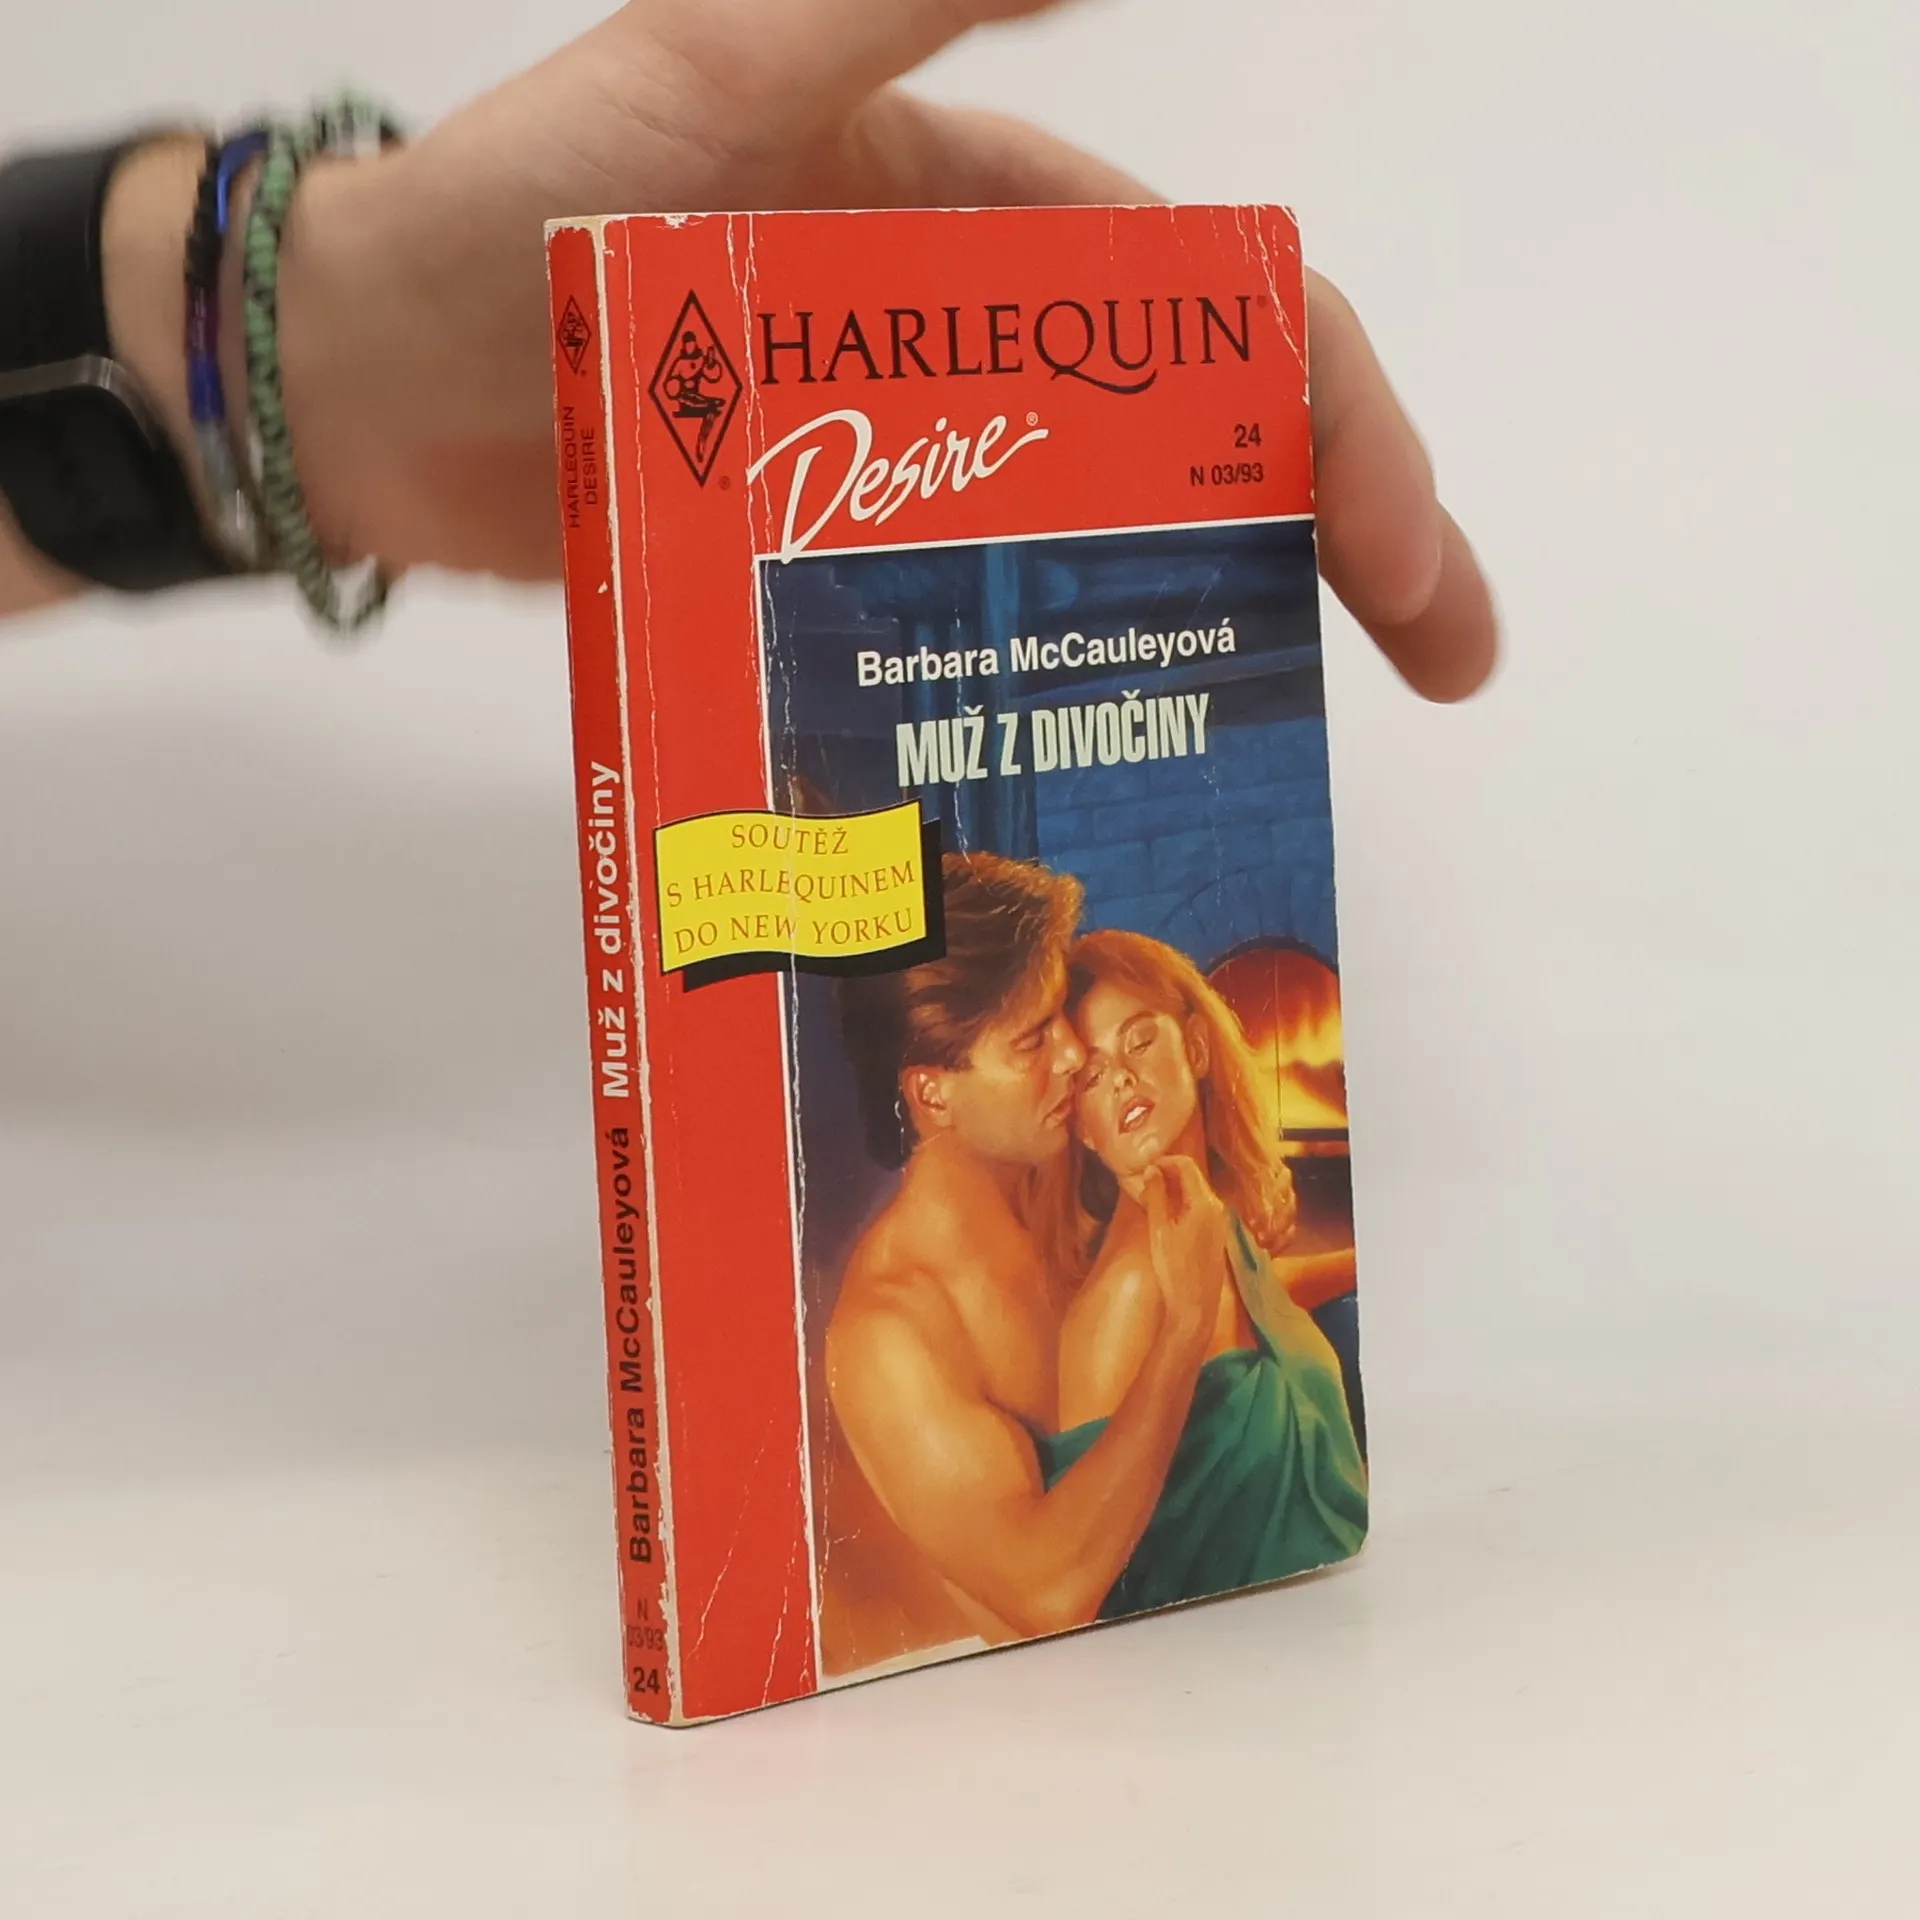 HARLEQUIN®
Desire®
24
N 03/93
Barbara McCauleyová
MUŽ Z DIVOČINY
SOUTĚŽ
S HARLEQUINEM
DO NEW YORKU
HARLEQUIN
DESIRE
Barbara McCauleyová Muž z divočiny
N
03/93
24